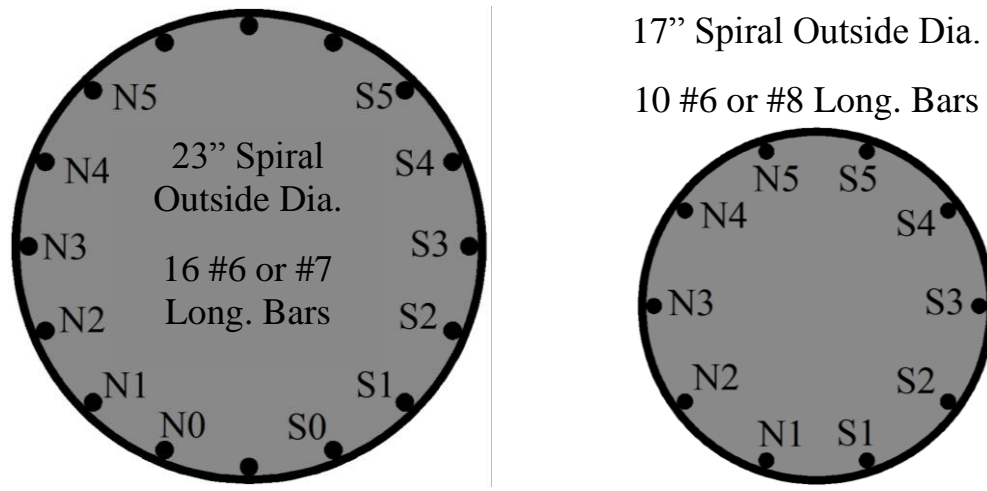 N5
S5
N4
23” Spiral
Outside Dia.
S4
N3
S3
16 #6 or #7
Long. Bars
N2
S2
N1
S1
N0
S0
17” Spiral Outside Dia.
10 #6 or #8 Long. Bars
N5 S5
N4
S4
N3
S3
N2
S2
N1 S1